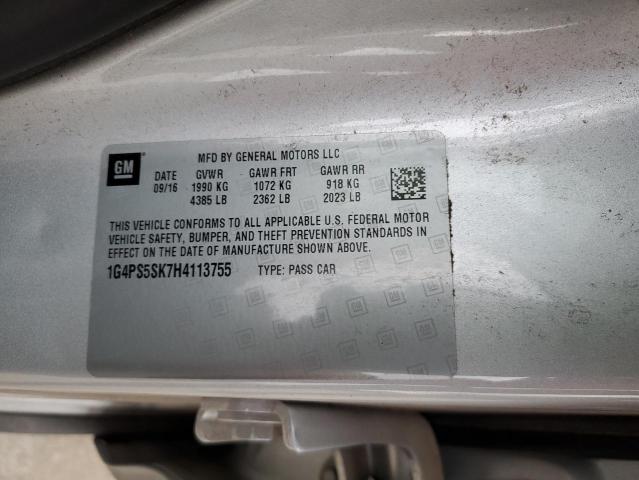 GM
MFD BY GENERAL MOTORS LLC
DATE GVWR GAWR FRT GAWR RR
09/16 1990 KG 1072 KG 918 KG
4385 LB 2362 LB 2023 LB
THIS VEHICLE CONFORMS TO ALL APPLICABLE U.S. FEDERAL MOTOR
VEHICLE SAFETY, BUMPER, AND THEFT PREVENTION STANDARDS IN
EFFECT ON THE DATE OF MANUFACTURE SHOWN ABOVE.
1G4PS5SK7H4113755 TYPE: PASS CAR